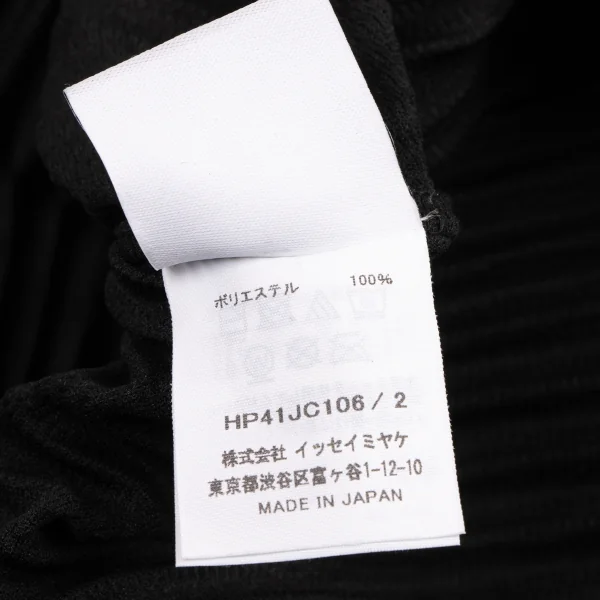 ポリエステル 100%
HP41JC106 / 2
株式会社 イッセイミヤケ
東京都渋谷区富ヶ谷1-12-10
MADE IN JAPAN